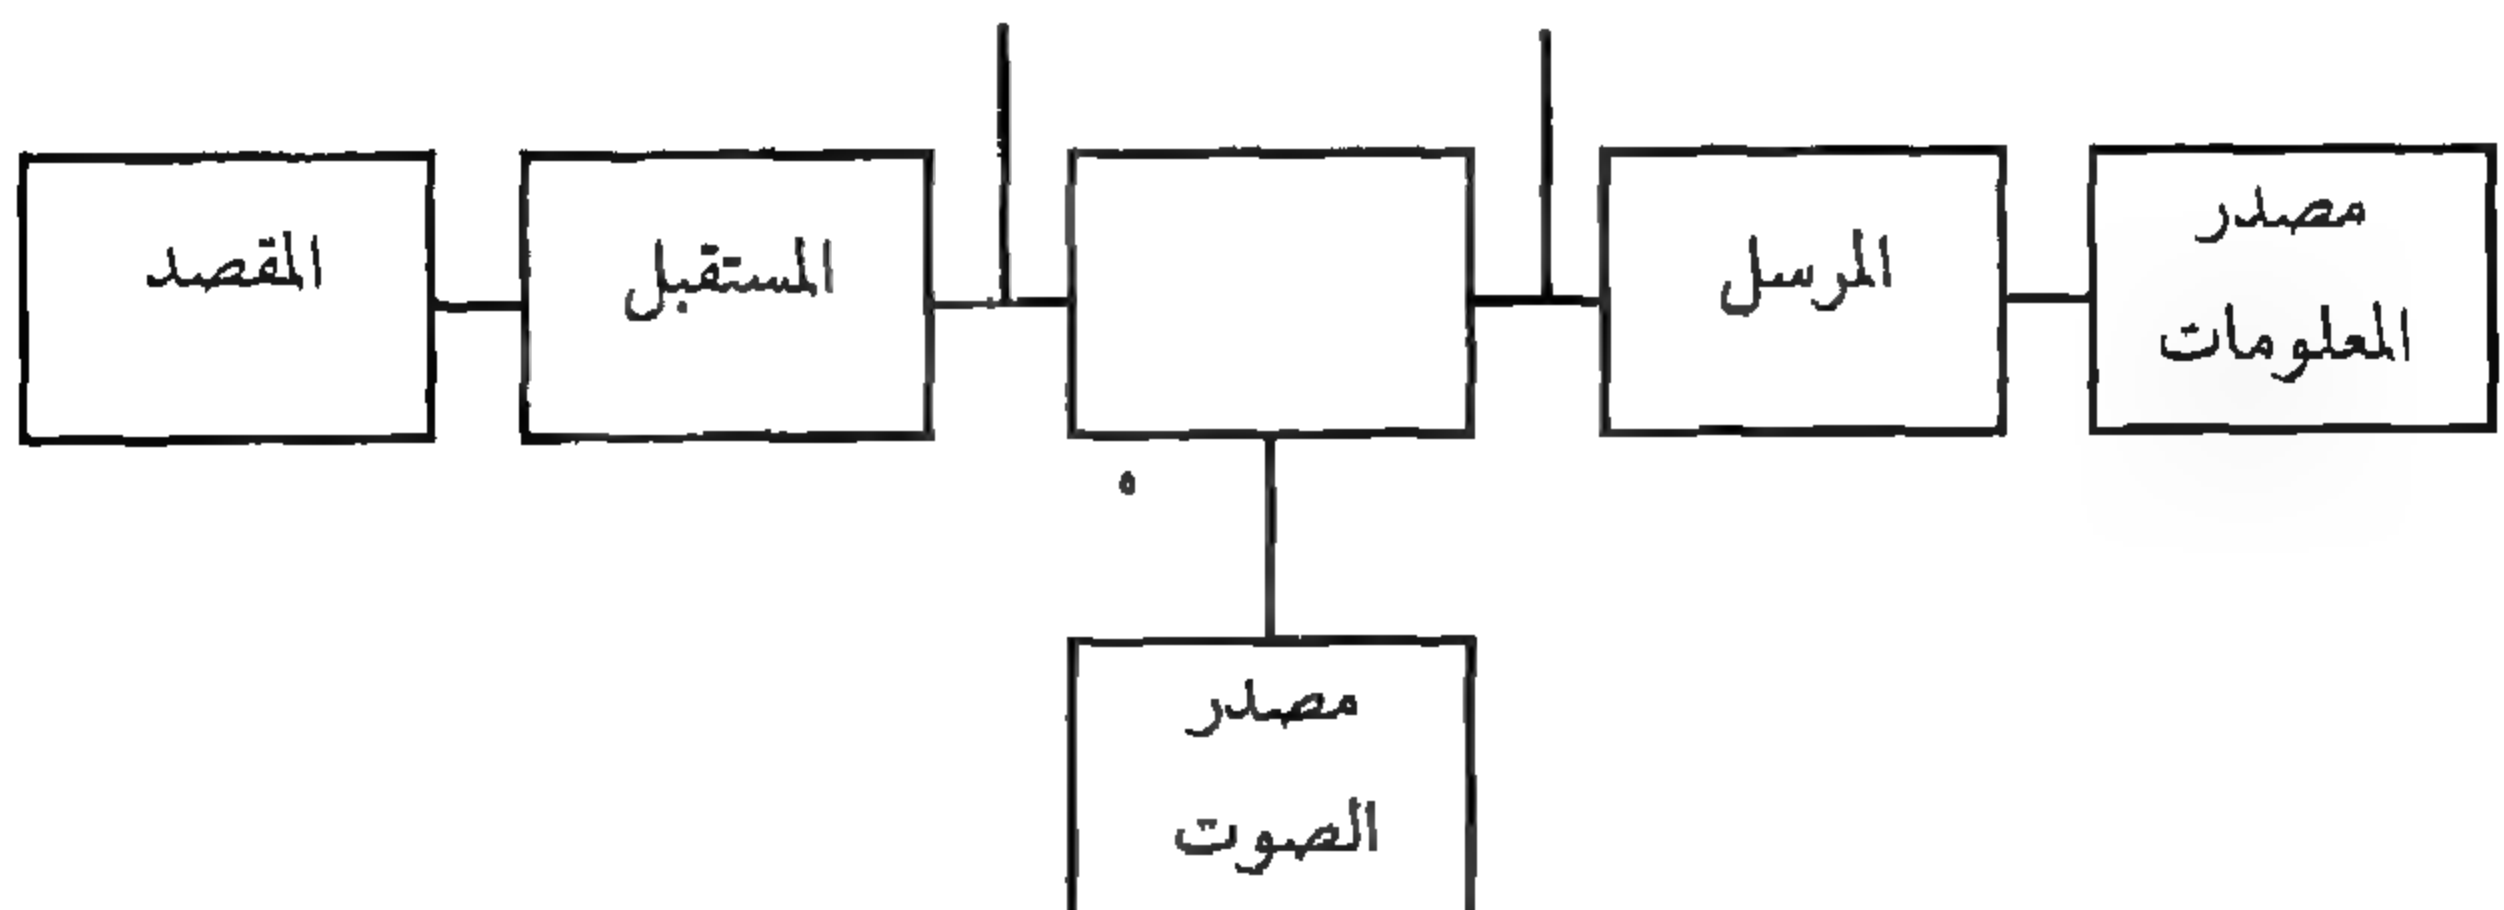 مصدر
المعلومات
المرسل
المستقبل
المقصد
مصدر
الصوت